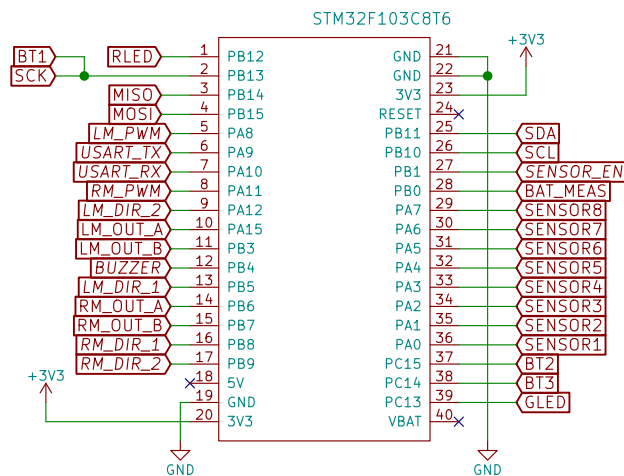 STM32F103C8T6
+3V3
BT1 RLED 1 PB12 GND 21
SCK 2 PB13 GND 22
MISO 3 PB14 3V3 23
MOSI 4 PB15 RESET 24
LM_PWM 5 PA8 PB11 25 SDA
USART_TX 6 PA9 PB10 26 SCL
USART_RX 7 PA10 PB1 27 SENSOR_EN
RM_PWM 8 PA11 PB0 28 BAT_MEAS
LM_DIR_2 9 PA12 PA7 29 SENSOR8
LM_OUT_A 10 PA15 PA6 30 SENSOR7
LM_OUT_B 11 PB3 PA5 31 SENSOR6
BUZZER 12 PB4 PA4 32 SENSOR5
LM_DIR_1 13 PB5 PA3 33 SENSOR4
RM_OUT_A 14 PB6 PA2 34 SENSOR3
RM_OUT_B 15 PB7 PA1 35 SENSOR2
RM_DIR_1 16 PB8 PA0 36 SENSOR1
RM_DIR_2 17 PB9 PC15 37 BT2
+3V3 18 5V PC14 38 BT3
19 GND PC13 39 GLED
20 3V3 VBAT 40
GND GND